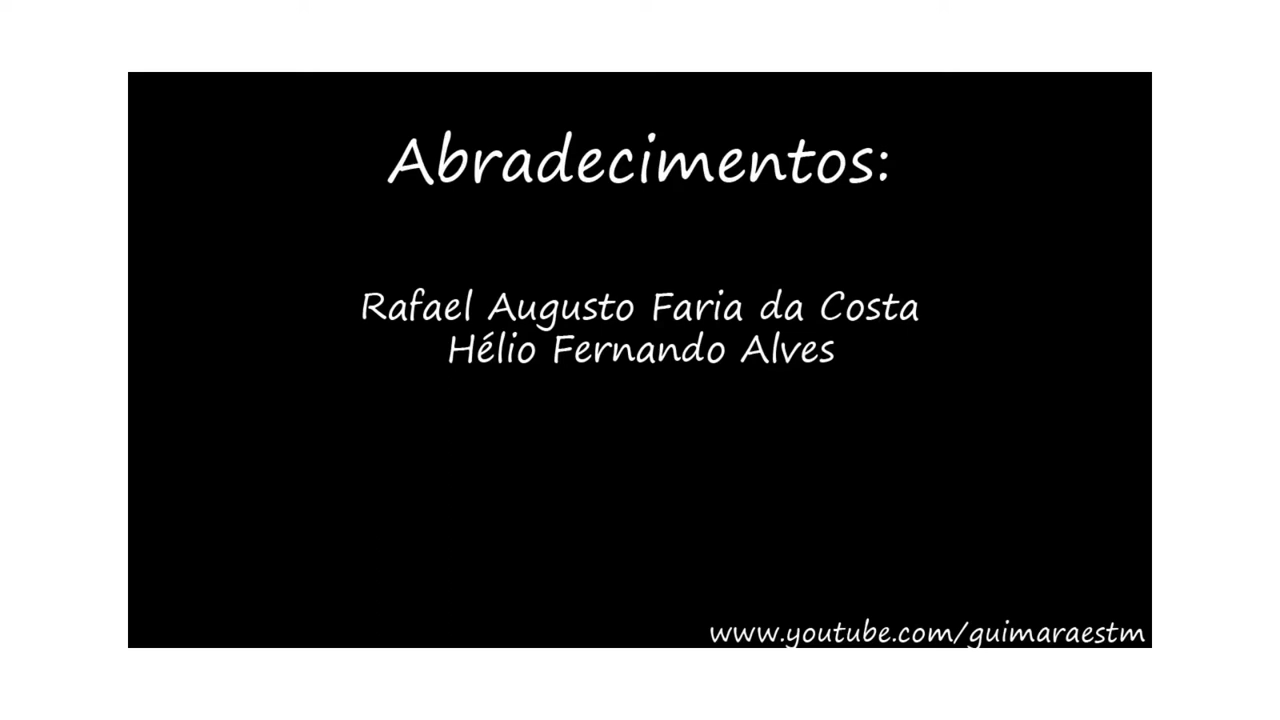 Abradecimentos:
Rafael Augusto Faria da Costa
Hélio Fernando Alves
www.youtube.com/guimaraestm